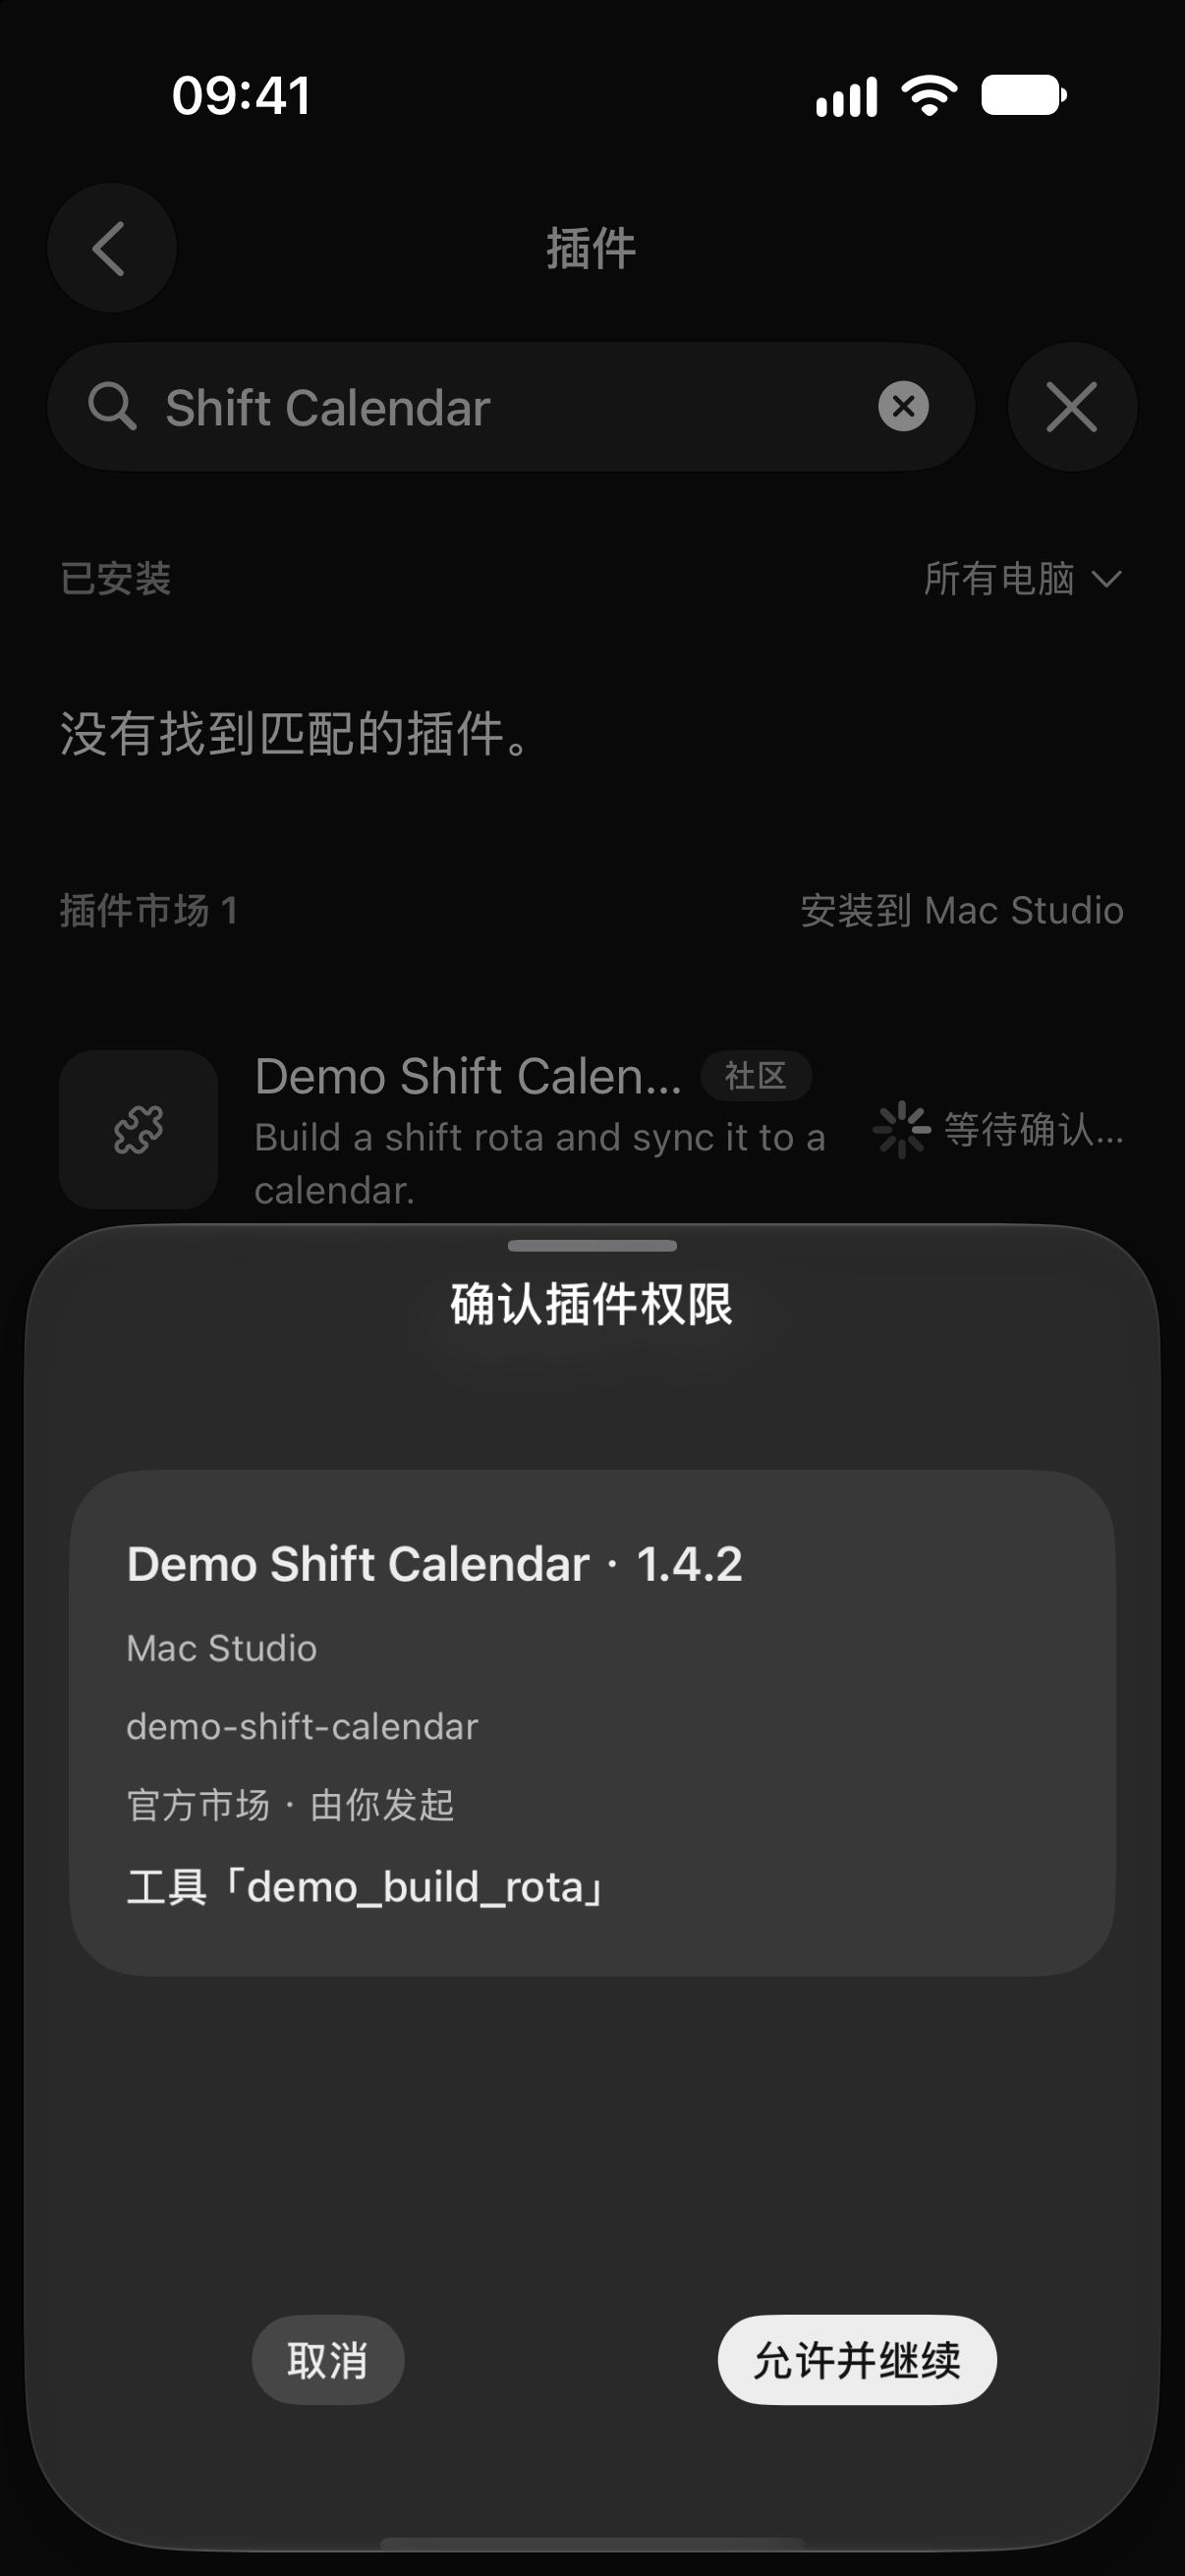 09:41
插件
Shift Calendar
已安装
所有电脑
没有找到匹配的插件。
插件市场 1
安装到 Mac Studio
Demo Shift Calen...
社区
Build a shift rota and sync it to a
calendar.
等待确认...
确认插件权限
Demo Shift Calendar · 1.4.2
Mac Studio
demo-shift-calendar
官方市场 · 由你发起
工具「demo_build_rota」
取消
允许并继续